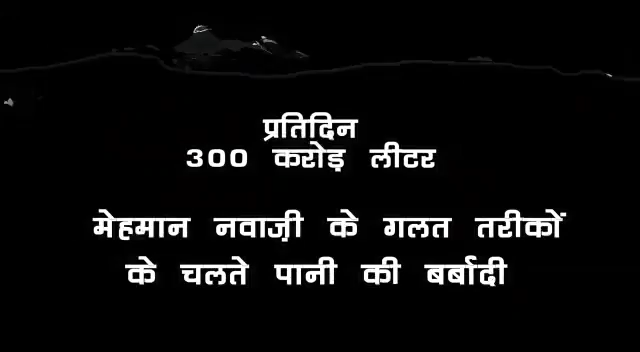 प्रतिदिन
300 करोड़ लीटर
मेहमान नवाज़ी के गलत तरीकों
के चलते पानी की बर्बादी